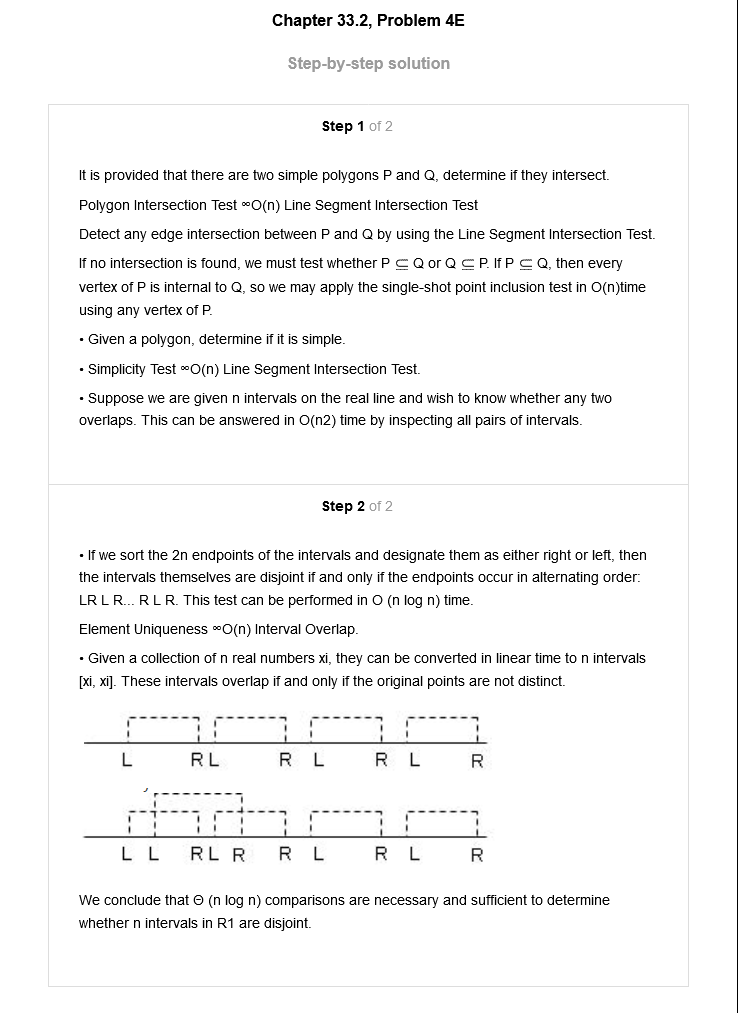 Chapter 33.2, Problem 4E
Step-by-step solution
Step 1 of 2
It is provided that there are two simple polygons P and Q, determine if they intersect.
Polygon Intersection Test ∞O(n) Line Segment Intersection Test
Detect any edge intersection between P and Q by using the Line Segment Intersection Test.
If no intersection is found, we must test whether P ⊆ Q or Q ⊆ P. If P ⊆ Q, then every
vertex of P is internal to Q, so we may apply the single-shot point inclusion test in O(n)time
using any vertex of P.
• Given a polygon, determine if it is simple.
• Simplicity Test ∞O(n) Line Segment Intersection Test.
• Suppose we are given n intervals on the real line and wish to know whether any two
overlaps. This can be answered in O(n2) time by inspecting all pairs of intervals.
Step 2 of 2
• If we sort the 2n endpoints of the intervals and designate them as either right or left, then
the intervals themselves are disjoint if and only if the endpoints occur in alternating order:
LR L R... R L R. This test can be performed in O (n log n) time.
Element Uniqueness ∞O(n) Interval Overlap.
• Given a collection of n real numbers xi, they can be converted in linear time to n intervals
[xi, xi]. These intervals overlap if and only if the original points are not distinct.
L R L R L R L R
L L R L R R L R L R
We conclude that Θ (n log n) comparisons are necessary and sufficient to determine
whether n intervals in R1 are disjoint.